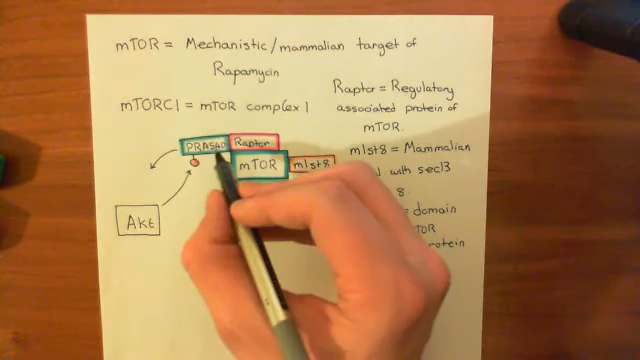 mTOR = Mechanistic/mammalian target of
Rapamycin
mTORC1 = mTOR complex 1
Raptor = Regulatory
associated protein of
mTOR.
PRAS40 Raptor
mTOR mlst8
Akt
mlst8 = Mammalian
with sec13
8.
= domain
TOR
rotein